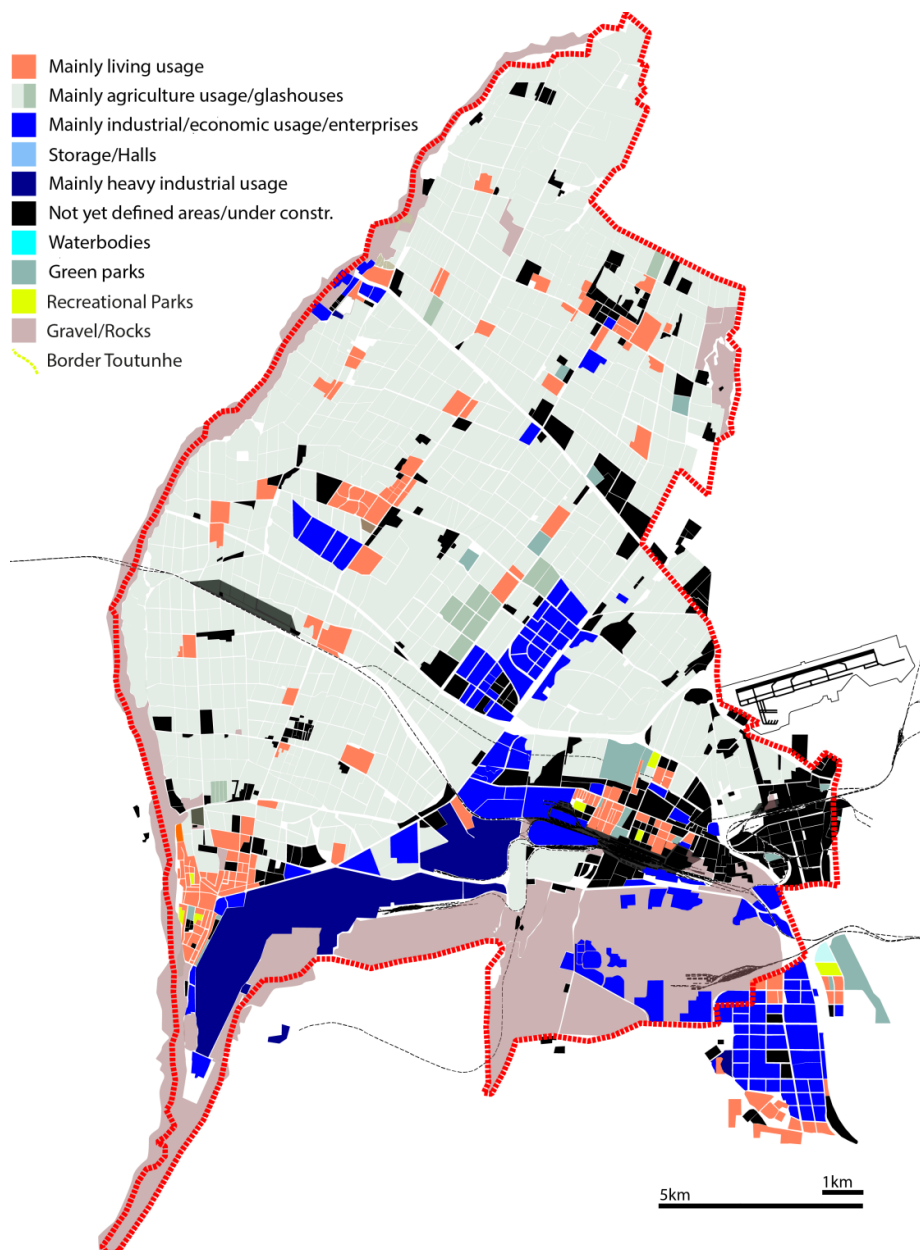 Mainly living usage
Mainly agriculture usage/glashouses
Mainly industrial/economic usage/enterprises
Storage/Halls
Mainly heavy industrial usage
Not yet defined areas/under constr.
Waterbodies
Green parks
Recreational Parks
Gravel/Rocks
Border Toutunhe
1km
5km